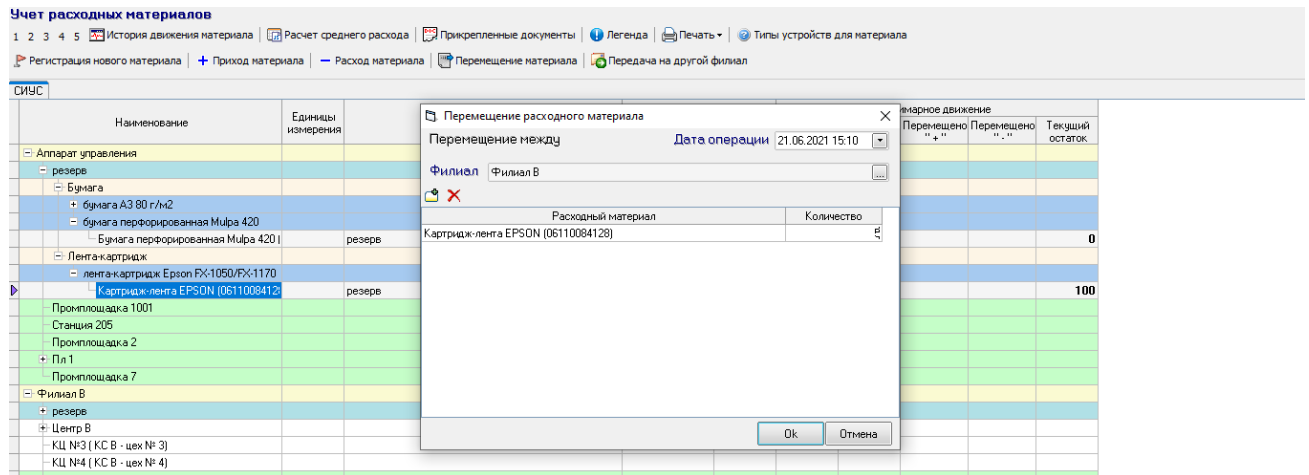 Учет расходных материалов
1 2 3 4 5 История движения материала Расчет среднего расхода Прикрепленные документы Легенда Печать Типы устройств для материала
Регистрация нового материала Приход материала Расход материала Перемещение материала Передача на другой филиал
СИУС
Наименование
Единицы измерения
Перемещено "+"
Перемещено "-"
Текущий остаток
Аппарат управления
резерв
Бумага
бумага А3 80 г/м2
бумага перфорированная Mulpa 420
Бумага перфорированная Mulpa 420 резерв 0
Лента-картридж
лента-картридж Epson FX-1050/FX-1170
Картридж-лента EPSON (0611008412 резерв 100
Промплощадка 1001
Станция 205
Промплощадка 2
Пл 1
Промплощадка 7
Филиал В
резерв
Центр В
КЦ №3 ( КС В - цех № 3)
КЦ №4 ( КС В - цех № 4)
Перемещение расходного материала
Перемещение между Дата операции 21.06.2021 15:10
Филиал Филиал В ...
Расходный материал Количество
Картридж-лента EPSON (06110084128)
Ok Отмена